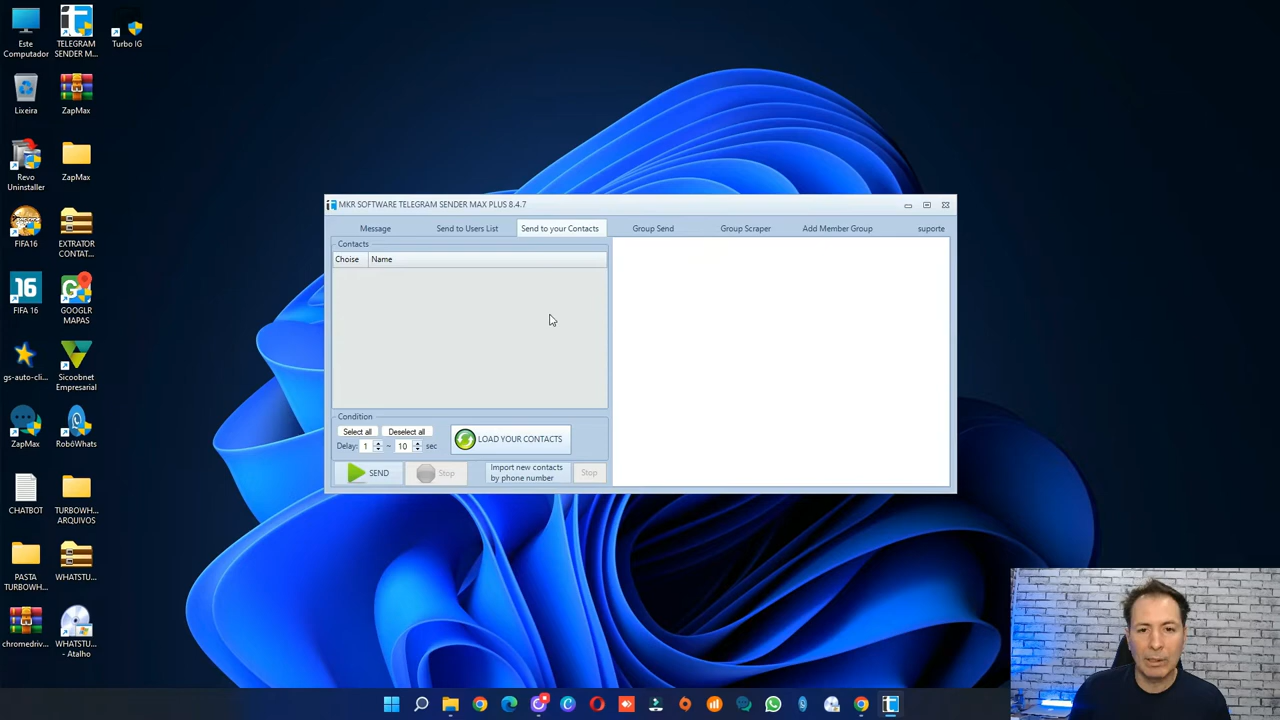 Este
Computador
TELEGRAM
SENDER M...
Turbo IG
Lixeira
ZapMax
Revo
Uninstaller
ZapMax
FIFA16
EXTRATOR
CONTAT...
16
FIFA 16
GOOGLR
MAPAS
gs-auto-cli...
Sicoobnet
Empresarial
ZapMax
RobôWhats
CHATBOT
TURBOWH...
ARQUIVOS
PASTA
TURBOWH...
WHATSTU...
chromedriv...
WHATSTU...
- Atalho
MKR SOFTWARE TELEGRAM SENDER MAX PLUS 8.4.7
Message
Send to Users List
Send to your Contacts
Group Send
Group Scraper
Add Member Group
suporte
Contacts
Choise
Name
Condition
Select all
Deselect all
LOAD YOUR CONTACTS
Delay: 1 ~ 10 sec
SEND
Stop
Import new contacts
by phone number
Stop